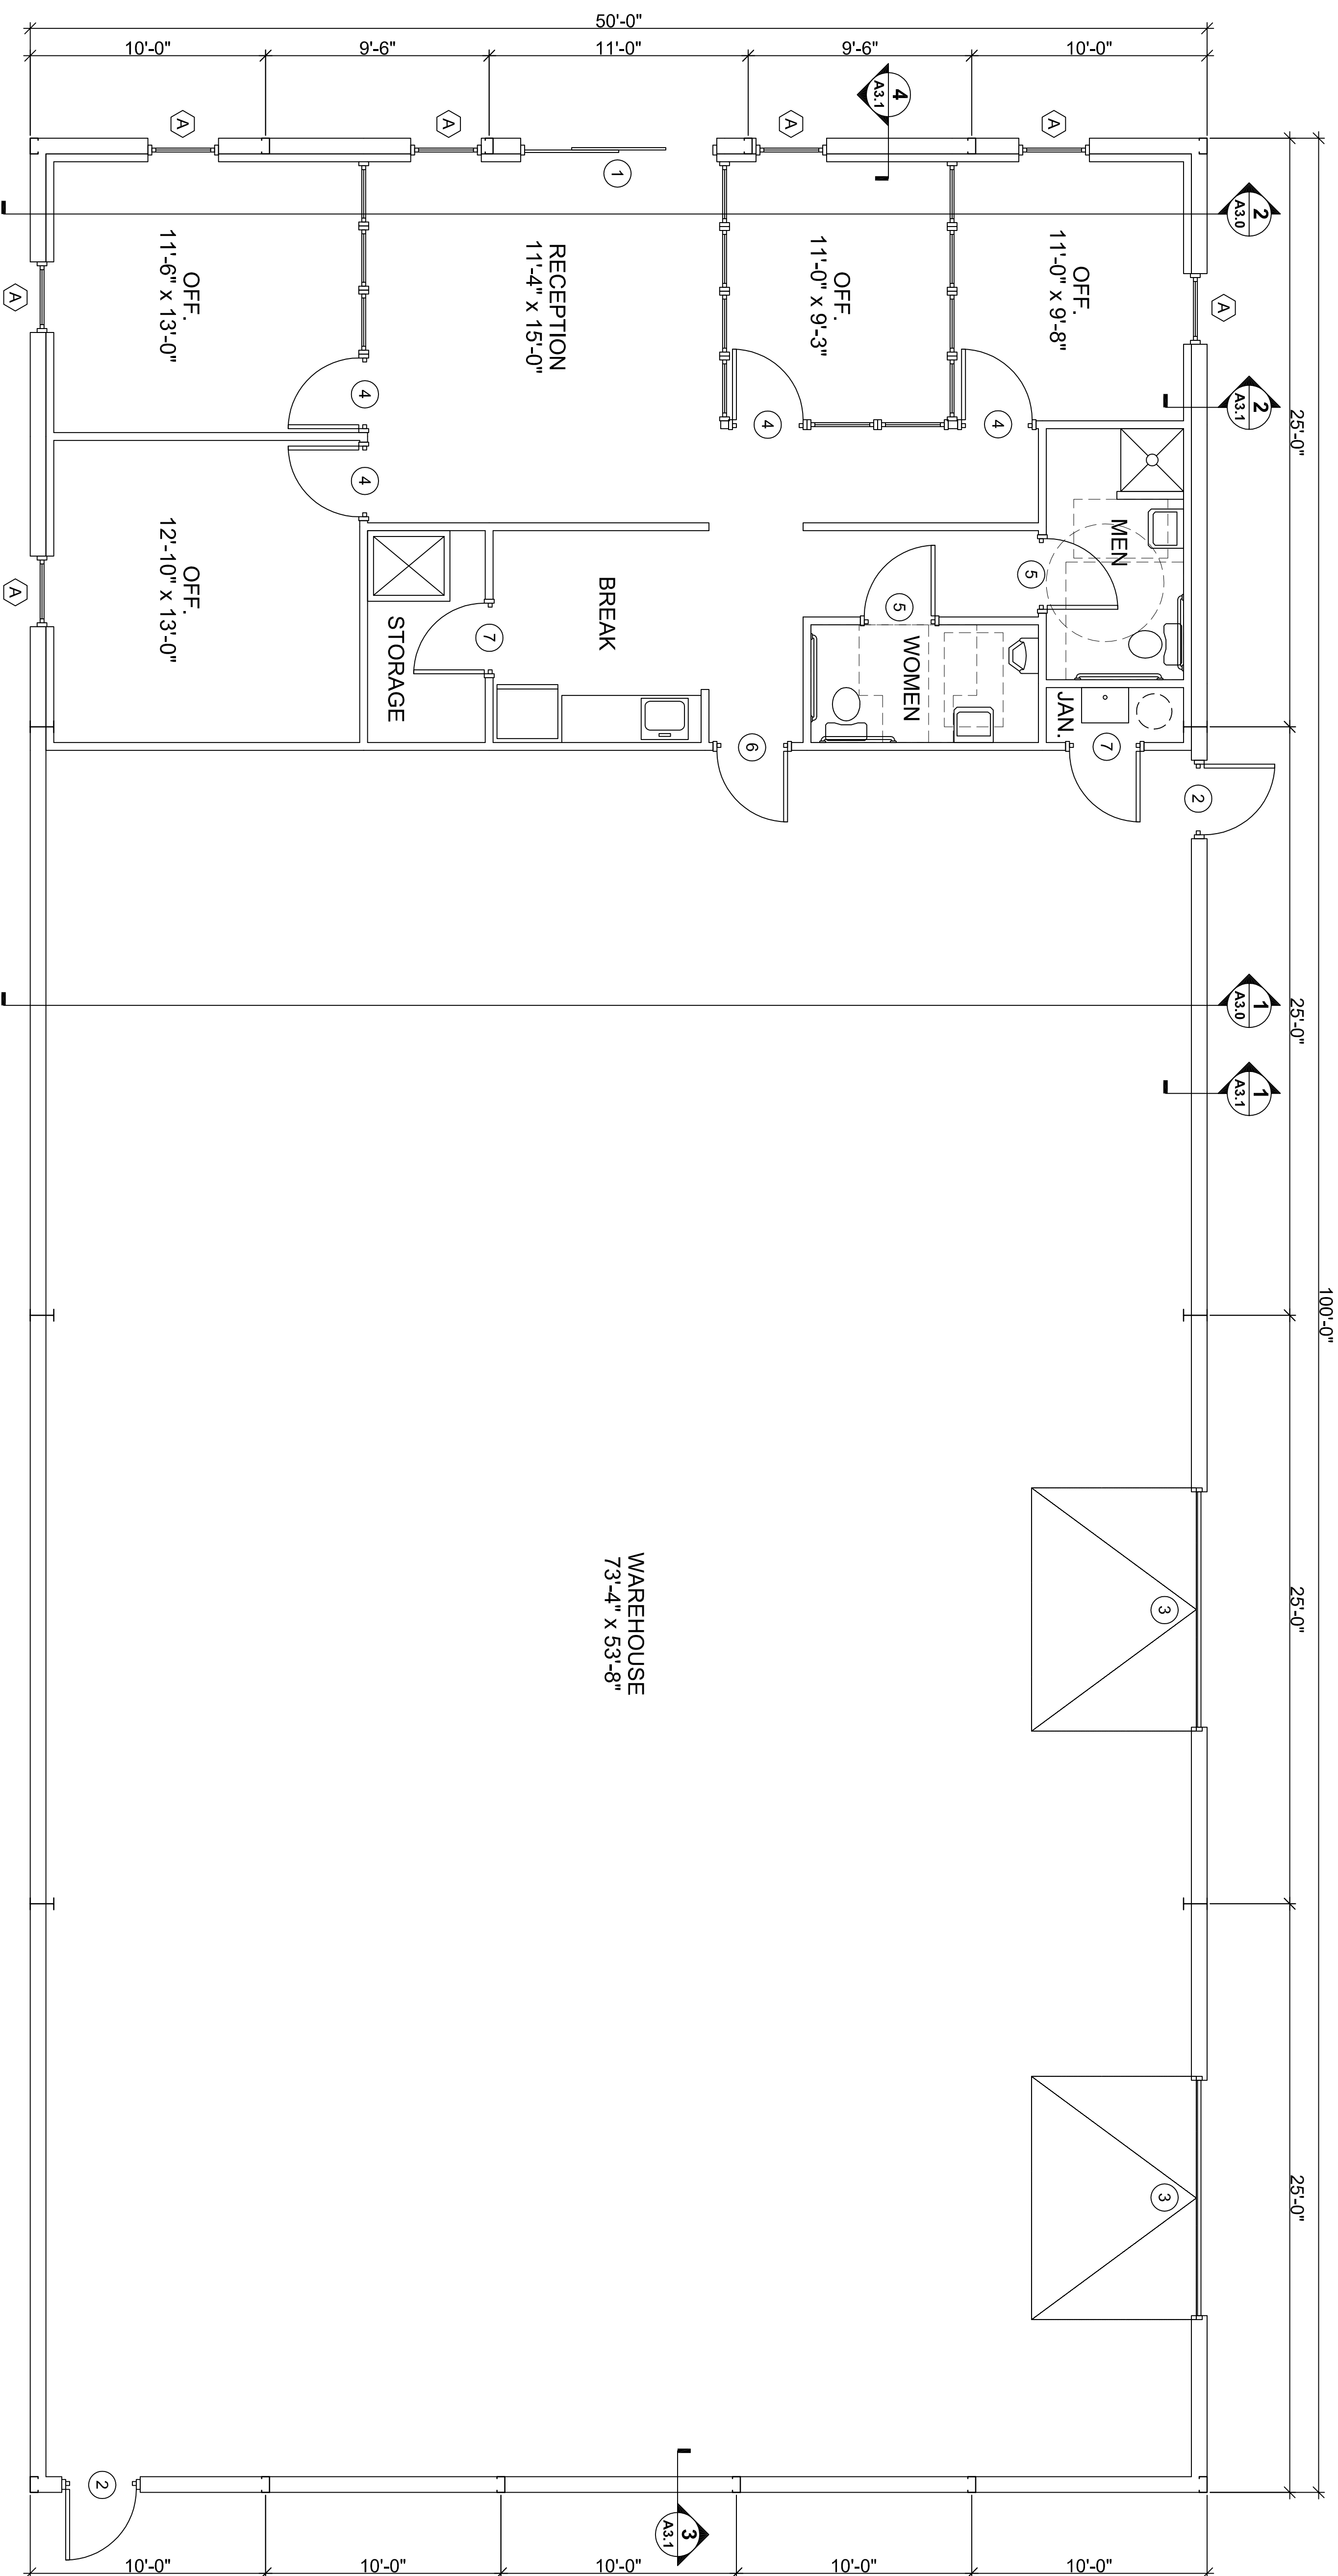 50'-0"
10'-0"
9'-6"
11'-0"
9'-6"
10'-0"
4
A3.1
A
A
A
A
1
2
A3.0
OFF.
11'-6" x 13'-0"
RECEPTION
11'-4" x 15'-0"
OFF.
11'-0" x 9'-3"
OFF.
11'-0" x 9'-8"
A
A
2
A3.1
25'-0"
4
4
4
4
MEN
5
5
A
OFF.
12'-10" x 13'-0"
STORAGE
7
BREAK
WOMEN
JAN.
6
7
2
1
A3.0
25'-0"
1
A3.1
100'-0"
WAREHOUSE
73'-4" x 53'-8"
3
25'-0"
3
25'-0"
2
3
A3.1
10'-0"
10'-0"
10'-0"
10'-0"
10'-0"